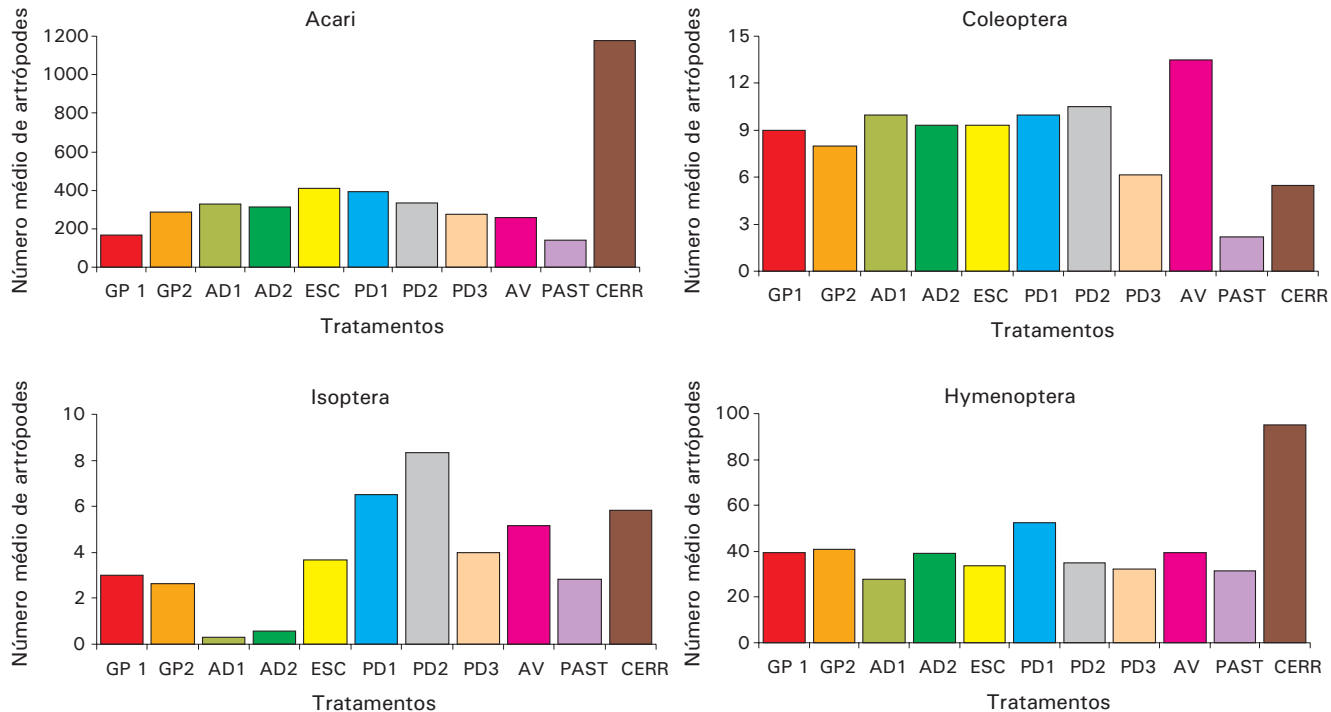 Acari
Número médio de artrópodes
1200
1000
800
600
400
200
0
GP 1 GP2 AD1 AD2 ESC PD1 PD2 PD3 AV PAST CERR
Tratamentos
Coleoptera
Número médio de artrópodes
15
12
9
6
3
0
GP1 GP2 AD1 AD2 ESC PD1 PD2 PD3 AV PAST CERR
Tratamentos
Isoptera
Número médio de artrópodes
10
8
6
4
2
0
GP 1 GP2 AD1 AD2 ESC PD1 PD2 PD3 AV PAST CERR
Tratamentos
Hymenoptera
Número médio de artrópodes
100
80
60
40
20
0
GP 1 GP2 AD1 AD2 ESC PD1 PD2 PD3 AV PAST CERR
Tratamentos